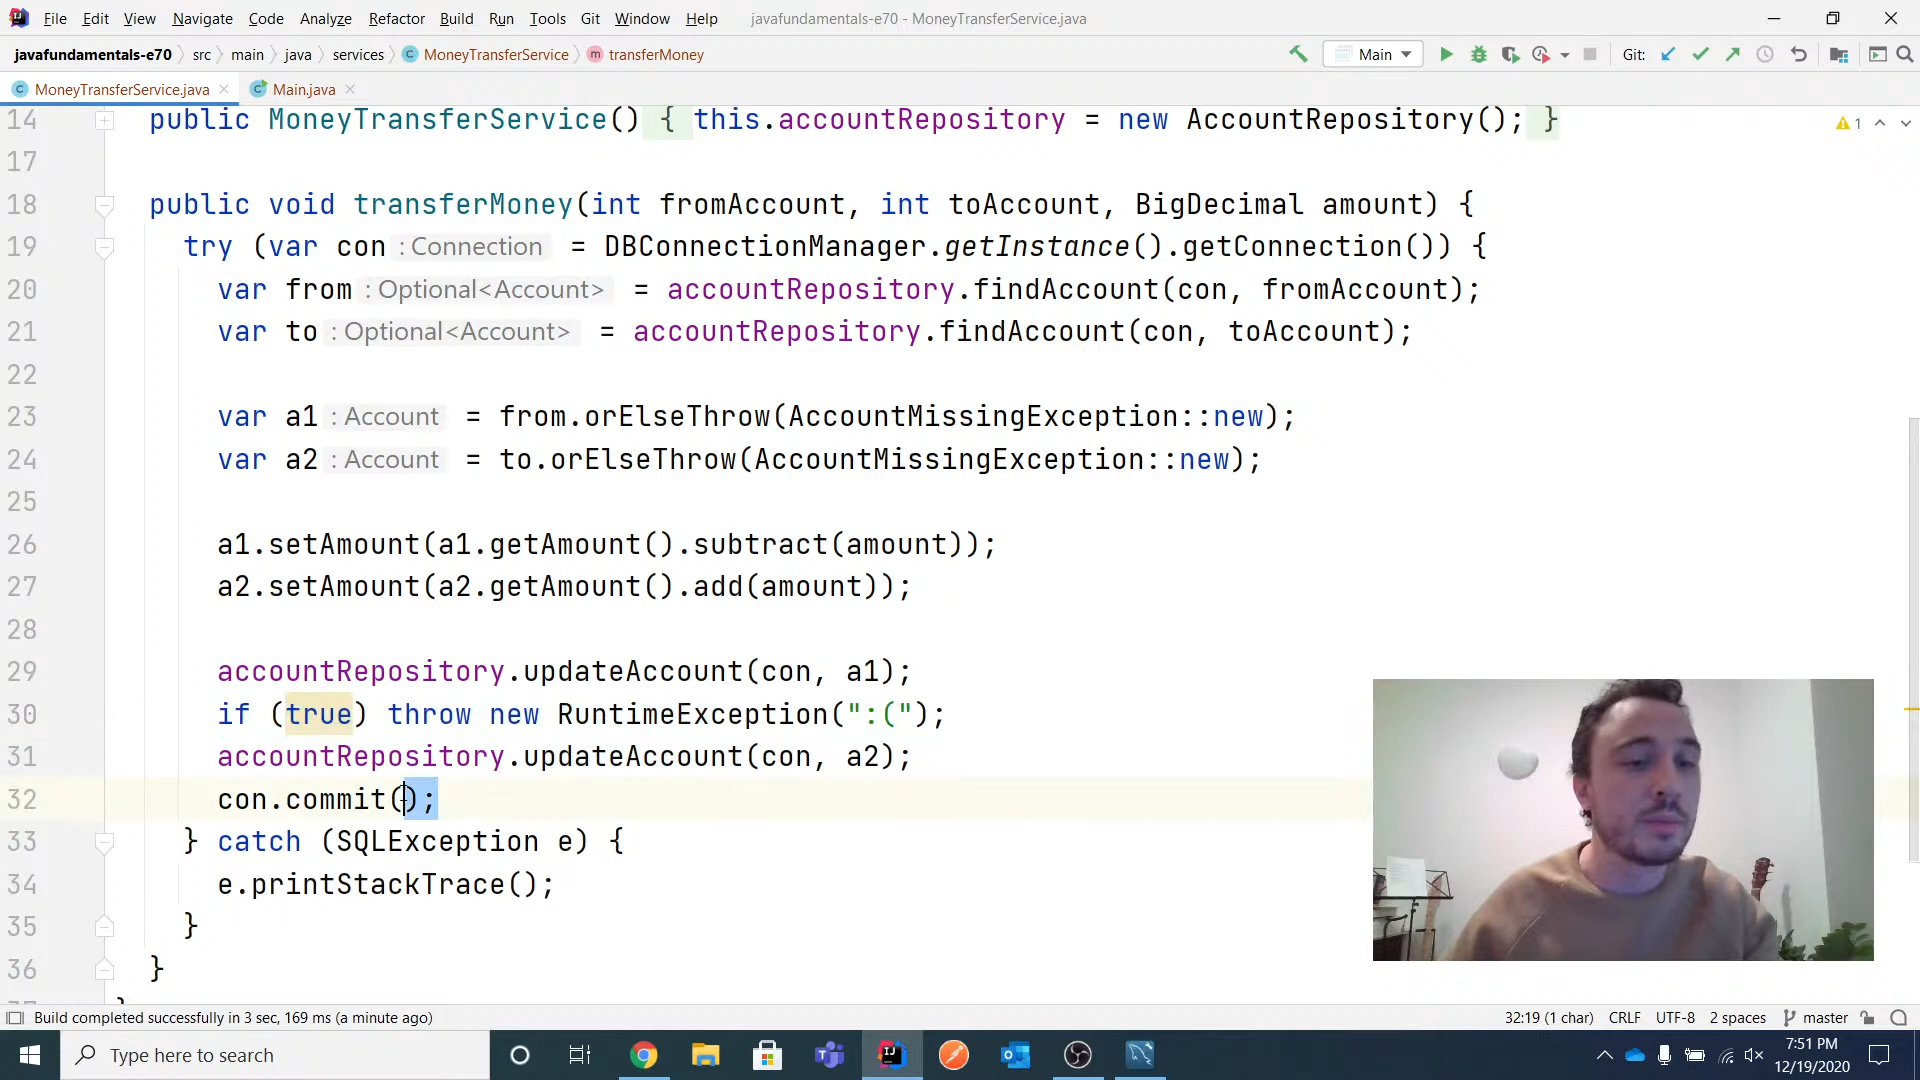 File Edit View Navigate Code Analyze Refactor Build Run Tools Git Window Help javafundamentals-e70 - MoneyTransferService.java
javafundamentals-e70 src main java services MoneyTransferService transferMoney Main Git:
MoneyTransferService.java Main.java
14 public MoneyTransferService() { this.accountRepository = new AccountRepository(); }
1
17
18 public void transferMoney(int fromAccount, int toAccount, BigDecimal amount) {
19 try (var con : Connection = DBConnectionManager.getInstance().getConnection()) {
20 var from : Optional<Account> = accountRepository.findAccount(con, fromAccount);
21 var to : Optional<Account> = accountRepository.findAccount(con, toAccount);
22
23 var a1 : Account = from.orElseThrow(AccountMissingException::new);
24 var a2 : Account = to.orElseThrow(AccountMissingException::new);
25
26 a1.setAmount(a1.getAmount().subtract(amount));
27 a2.setAmount(a2.getAmount().add(amount));
28
29 accountRepository.updateAccount(con, a1);
30 if (true) throw new RuntimeException(":(");
31 accountRepository.updateAccount(con, a2);
32 con.commit();
33 } catch (SQLException e) {
34 e.printStackTrace();
35 }
36 }
Build completed successfully in 3 sec, 169 ms (a minute ago) 32:19 (1 char) CRLF UTF-8 2 spaces master
Type here to search
7:51 PM
12/19/2020